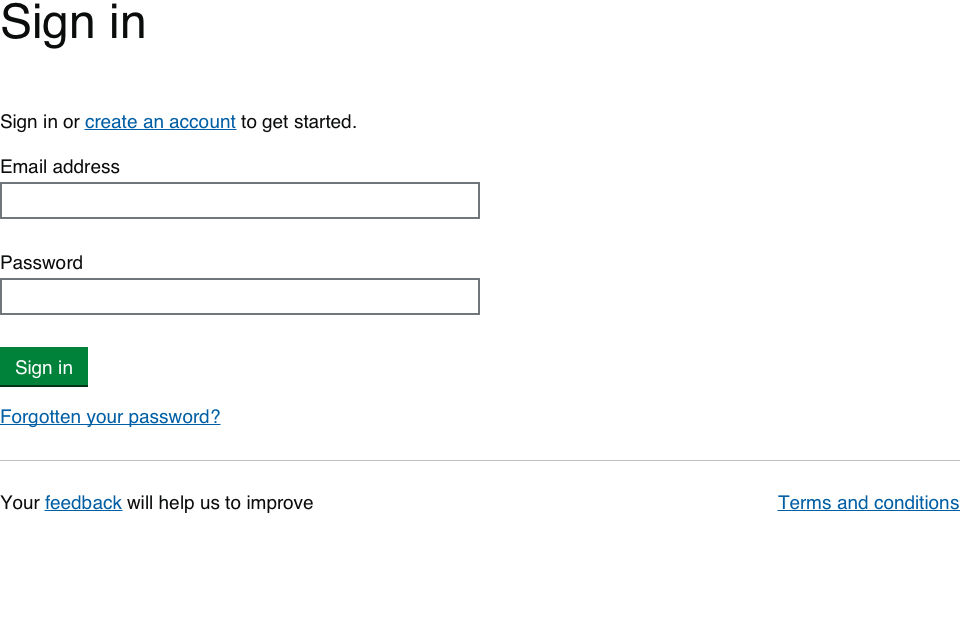 Sign in
Sign in or create an account to get started.
Email address
Password
Sign in
Forgotten your password?
Your feedback will help us to improve
Terms and conditions